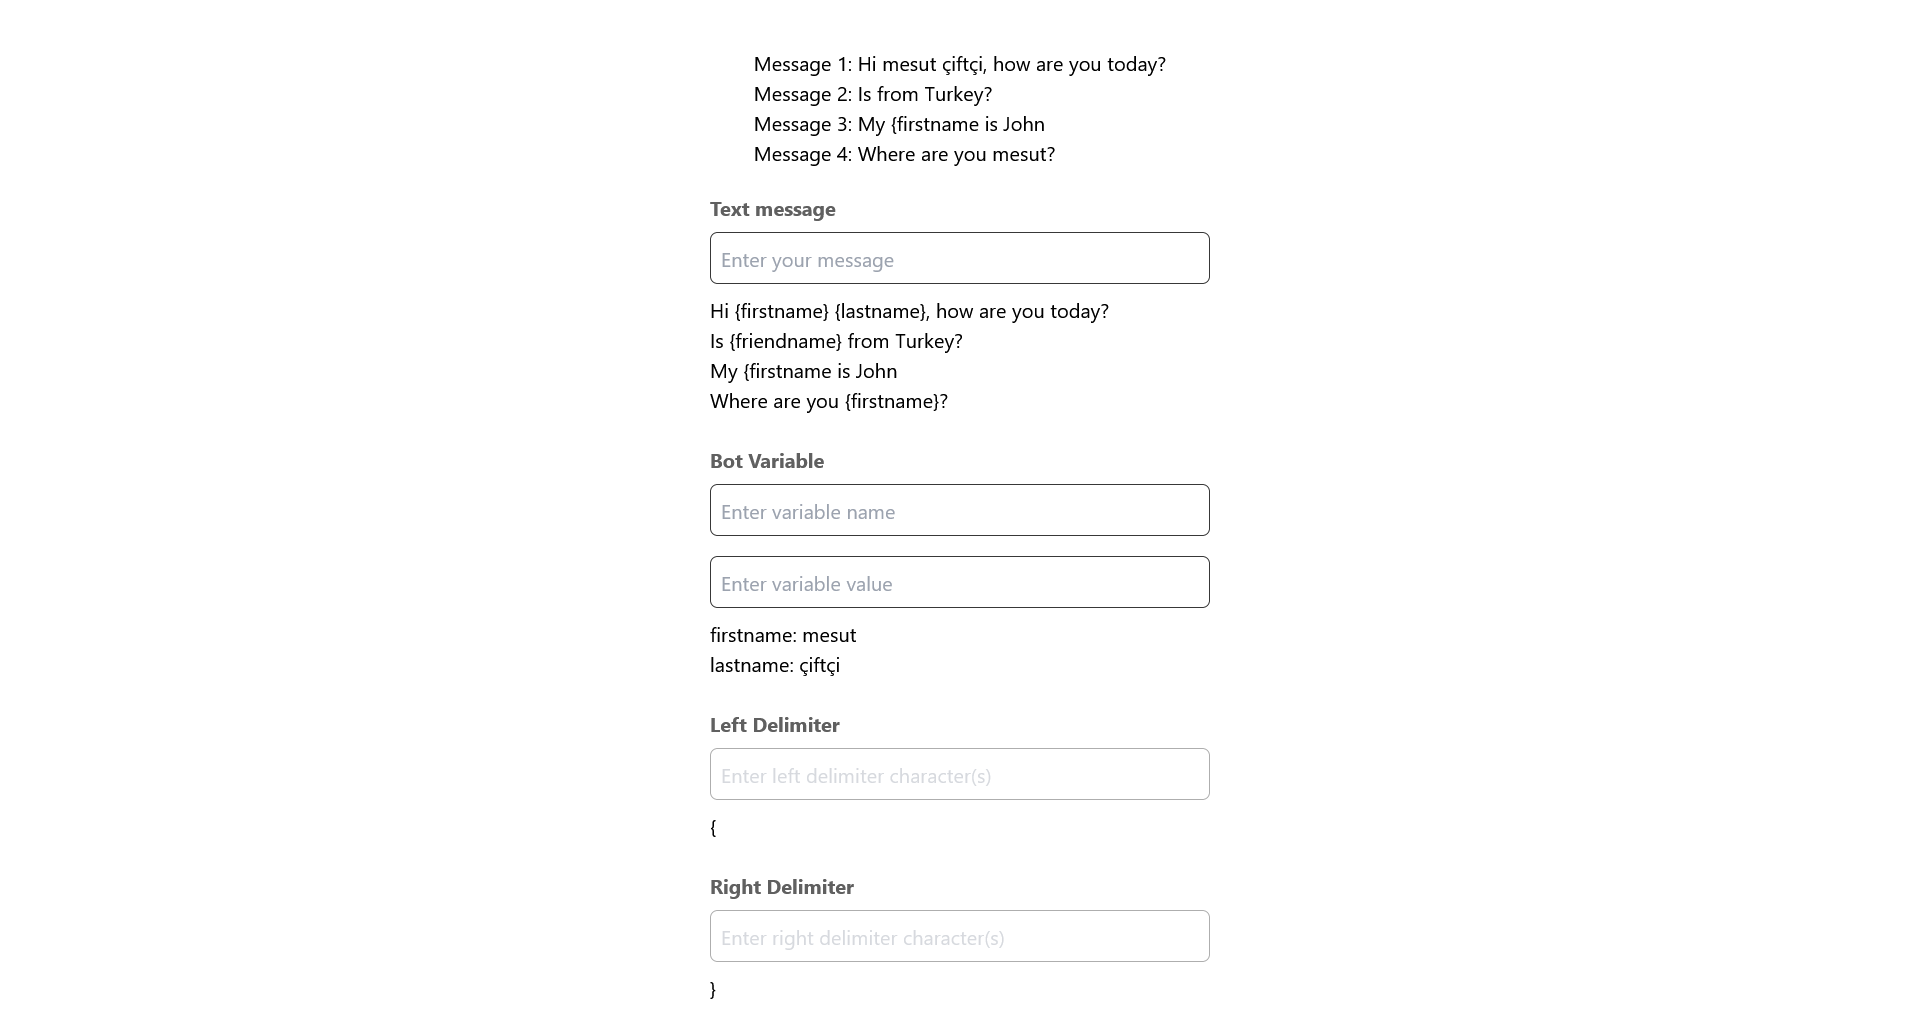 Message 1: Hi mesut çiftçi, how are you today?
Message 2: Is from Turkey?
Message 3: My {firstname is John
Message 4: Where are you mesut?
Text message
Enter your message
Hi {firstname} {lastname}, how are you today?
Is {friendname} from Turkey?
My {firstname is John
Where are you {firstname}?
Bot Variable
Enter variable name
Enter variable value
firstname: mesut
lastname: çiftçi
Left Delimiter
Enter left delimiter character(s)
{
Right Delimiter
Enter right delimiter character(s)
}